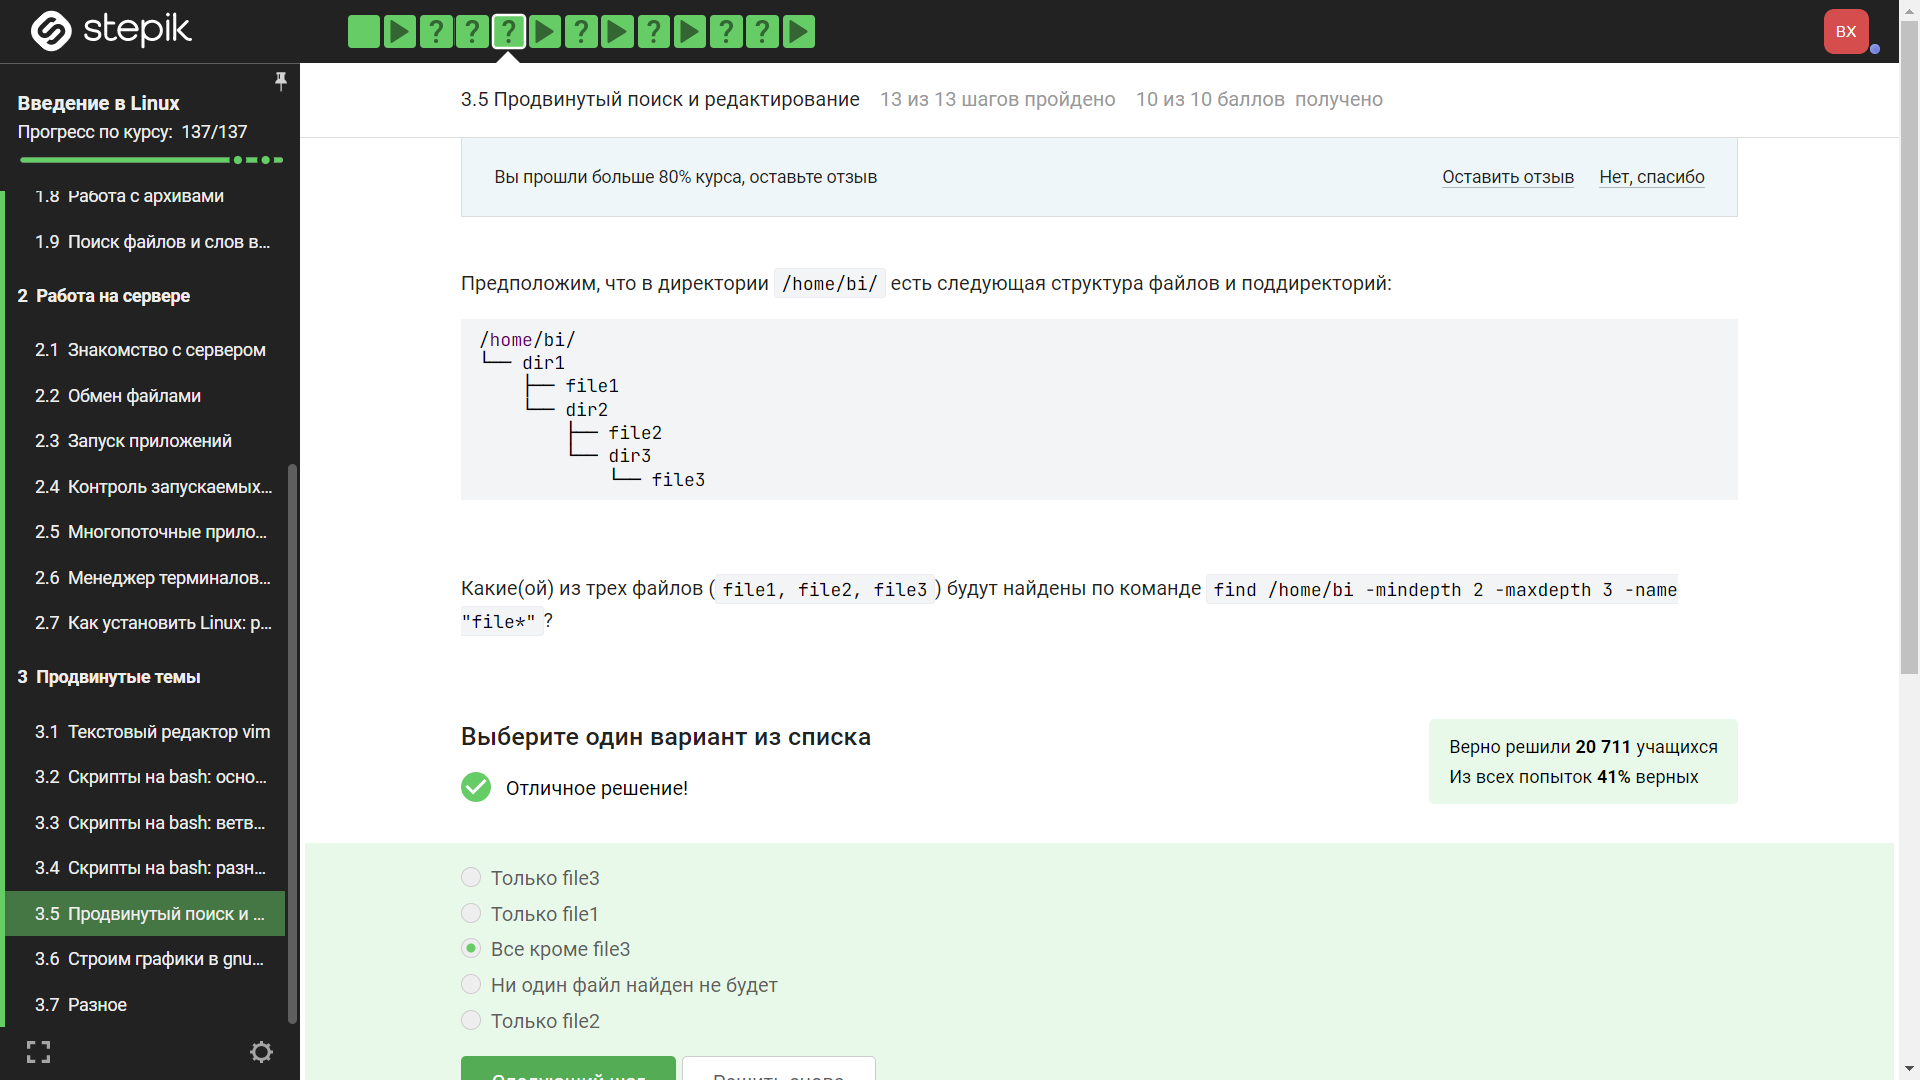 stepik
? ? ? ? ? ? ?
ВХ
Введение в Linux
Прогресс по курсу: 137/137
1.8 Работа с архивами
1.9 Поиск файлов и слов в...
2 Работа на сервере
2.1 Знакомство с сервером
2.2 Обмен файлами
2.3 Запуск приложений
2.4 Контроль запускаемых...
2.5 Многопоточные прило...
2.6 Менеджер терминалов...
2.7 Как установить Linux: р...
3 Продвинутые темы
3.1 Текстовый редактор vim
3.2 Скрипты на bash: осно...
3.3 Скрипты на bash: ветв...
3.4 Скрипты на bash: разн...
3.5 Продвинутый поиск и ...
3.6 Строим графики в gnu...
3.7 Разное
3.5 Продвинутый поиск и редактирование 13 из 13 шагов пройдено 10 из 10 баллов получено
Вы прошли больше 80% курса, оставьте отзыв Оставить отзыв Нет, спасибо
Предположим, что в директории /home/bi/ есть следующая структура файлов и поддиректорий:
/home/bi/
└── dir1
    ├── file1
    └── dir2
        ├── file2
        └── dir3
            └── file3
Какие(ой) из трех файлов ( file1, file2, file3 ) будут найдены по команде find /home/bi -mindepth 2 -maxdepth 3 -name
"file*" ?
Выберите один вариант из списка
Отличное решение!
Верно решили 20 711 учащихся
Из всех попыток 41% верных
Только file3
Только file1
Все кроме file3
Ни один файл найден не будет
Только file2
Следующий шаг Решить снова